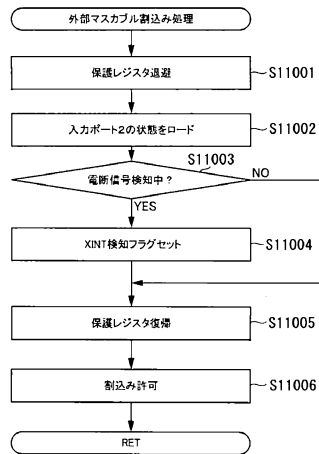 外部マスカブル割込み処理
保護レジスタ退避
S11001
入力ポート2の状態をロード
S11002
S11003
電断信号検知中？
NO
YES
XINT検知フラグセット
S11004
保護レジスタ復帰
S11005
割込み許可
S11006
RET